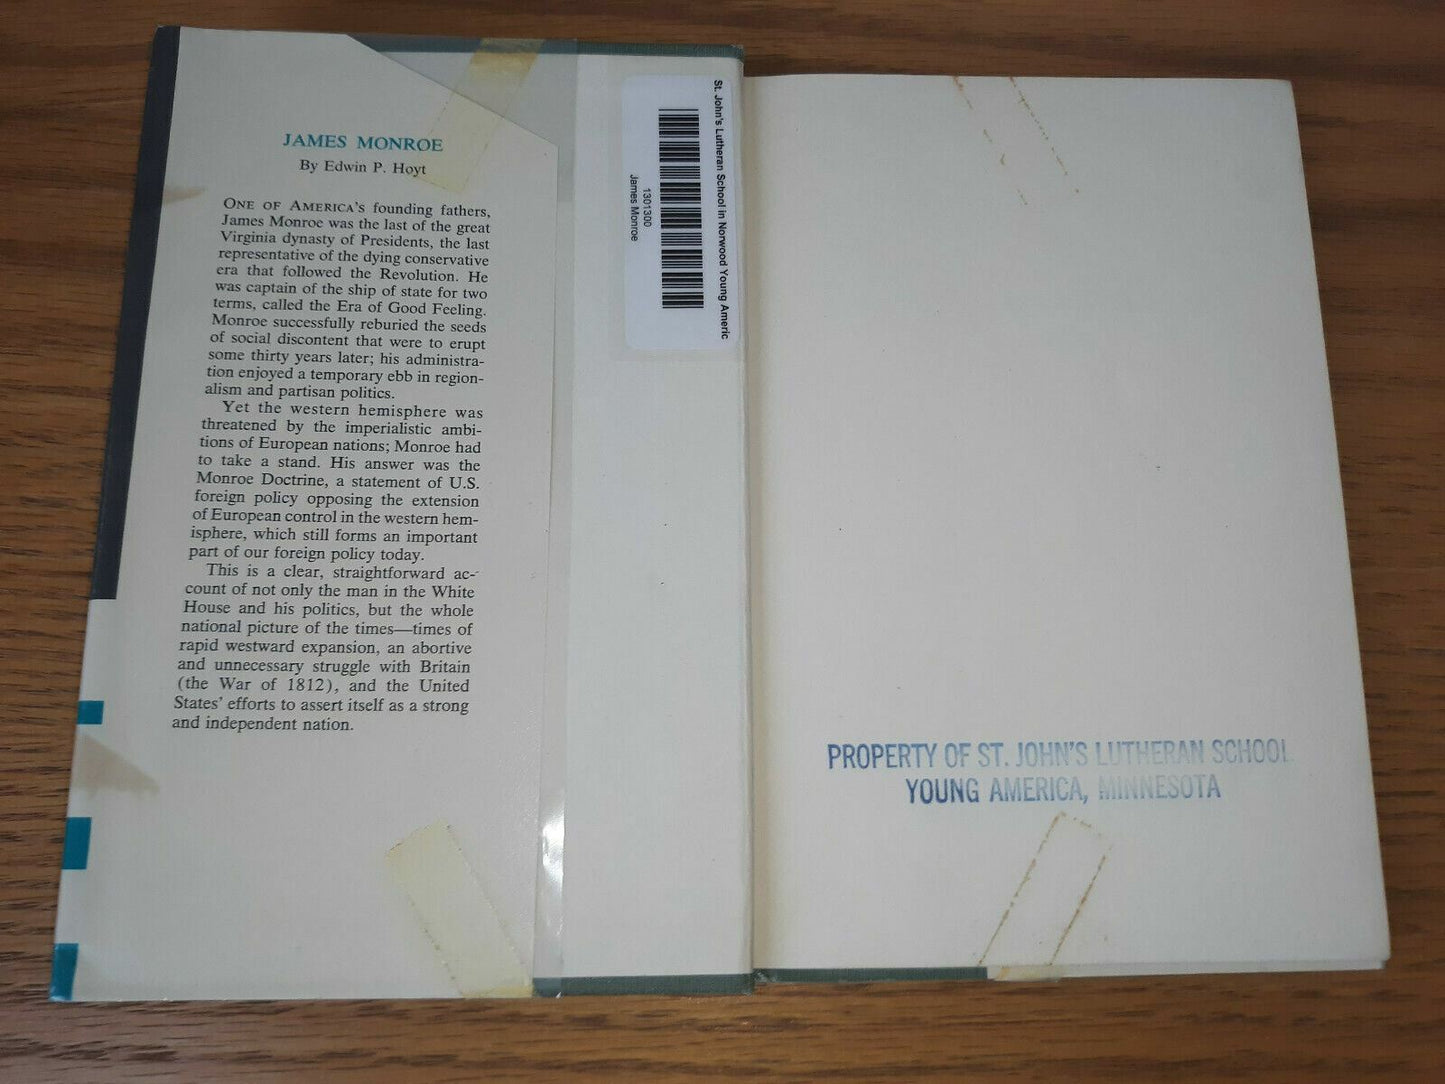 JAMES MONROE
By Edwin P. Hoyt
ONE OF AMERICA'S founding fathers,
James Monroe was the last of the great
Virginia dynasty of Presidents, the last
representative of the dying conservative
era that followed the Revolution. He
was captain of the ship of state for two
terms, called the Era of Good Feeling.
Monroe successfully reburied the seeds
of social discontent that were to erupt
some thirty years later; his administra-
tion enjoyed a temporary ebb in region-
alism and partisan politics.
Yet the western hemisphere was
threatened by the imperialistic ambi-
tions of European nations; Monroe had
to take a stand. His answer was the
Monroe Doctrine, a statement of U.S.
foreign policy opposing the extension
of European control in the western hem-
isphere, which still forms an important
part of our foreign policy today.
This is a clear, straightforward ac-
count of not only the man in the White
House and his politics, but the whole
national picture of the times—times of
rapid westward expansion, an abortive
and unnecessary struggle with Britain
(the War of 1812), and the United
States' efforts to assert itself as a strong
and independent nation.
St. John's Lutheran School in Norwood Young Americ
1301300
James Monroe
PROPERTY OF ST. JOHN'S LUTHERAN SCHOOL
YOUNG AMERICA, MINNESOTA